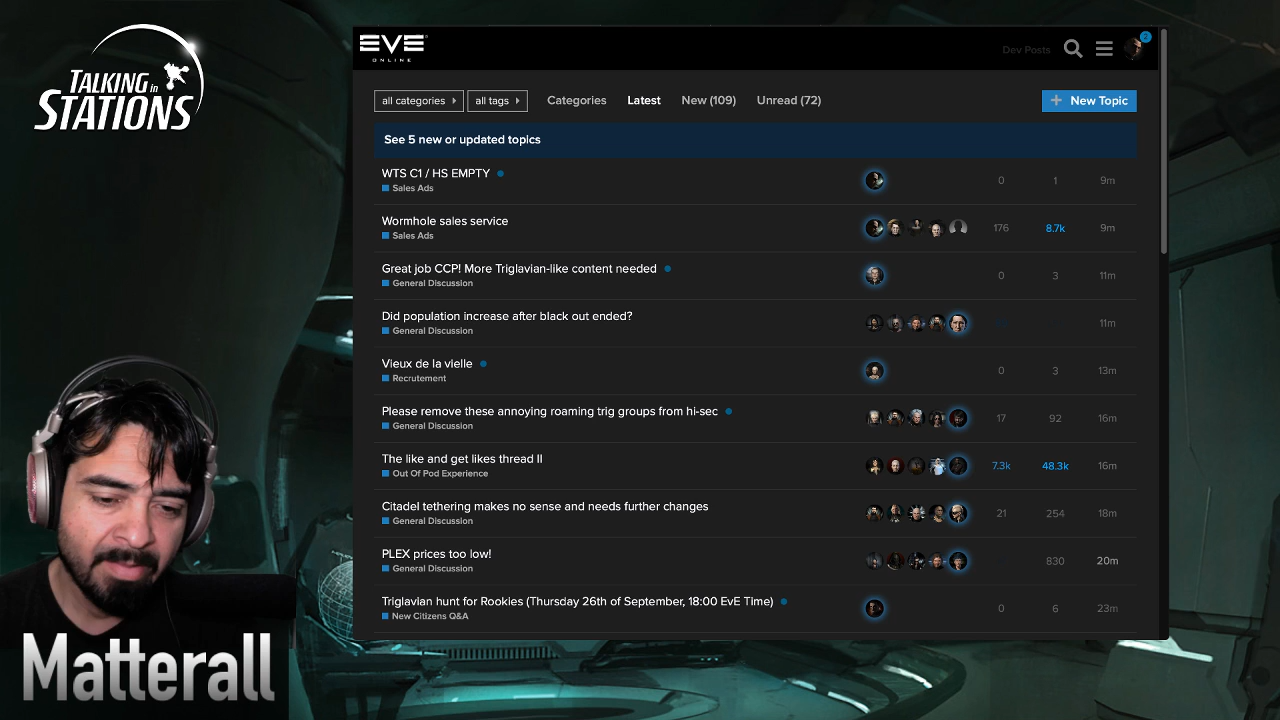 TALKING in
STATIONS
EVE
ONLINE
Dev Posts
2
all categories
all tags
Categories
Latest
New (109)
Unread (72)
+ New Topic
See 5 new or updated topics
WTS C1 / HS EMPTY
Sales Ads
0 1 9m
Wormhole sales service
Sales Ads
176 8.7k 9m
Great job CCP! More Triglavian-like content needed
General Discussion
0 3 11m
Did population increase after black out ended?
General Discussion
11m
Vieux de la vielle
Recrutement
0 3 13m
Please remove these annoying roaming trig groups from hi-sec
General Discussion
17 92 16m
The like and get likes thread II
Out Of Pod Experience
7.3k 48.3k 16m
Citadel tethering makes no sense and needs further changes
General Discussion
21 254 18m
PLEX prices too low!
General Discussion
830 20m
Triglavian hunt for Rookies (Thursday 26th of September, 18:00 EvE Time)
New Citizens Q&A
0 6 23m
Matterall